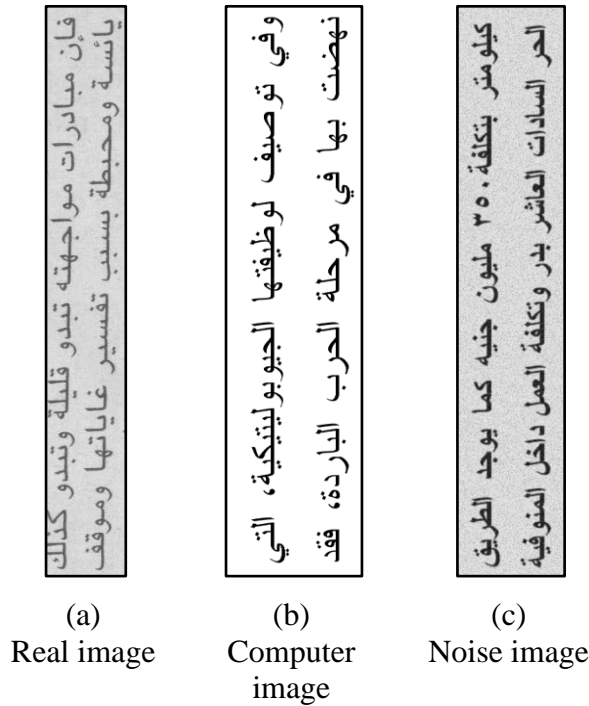 فإن مبادرات مواجهته تبدو قليلة وتبدو كذلك
يائسة ومحبطة بسبب تفسير غاياتها وموقف
وفي توصيف لوظيفتها الجيوبوليتيكية، التي
نهضت بها في مرحلة الحرب الباردة، فقد
كيلومتر بتكلفة ٣٥٠ مليون جنيه كما يوجد الطريق
الحر السادات العاشر بدر وتكلفة العمل داخل المنوفية
(a) (b) (c)
Real image Computer image Noise image